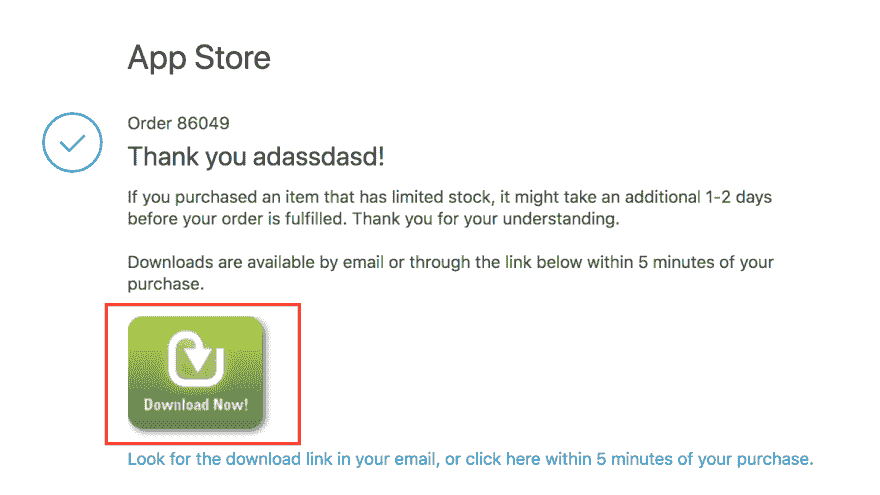 App Store
Order 86049
Thank you adassdasd!
If you purchased an item that has limited stock, it might take an additional 1-2 days
before your order is fulfilled. Thank you for your understanding.
Downloads are available by email or through the link below within 5 minutes of your
purchase.
Download Now!
Look for the download link in your email, or click here within 5 minutes of your purchase.